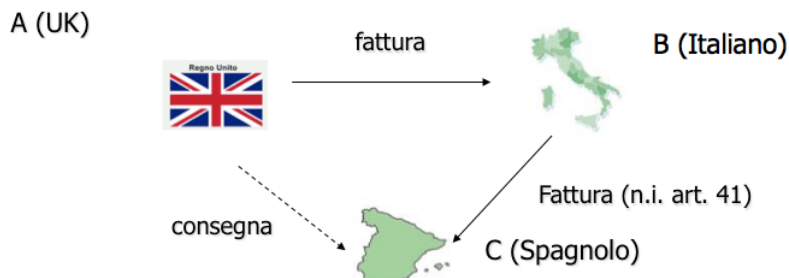 A (UK)
fattura
B (Italiano)
Regno Unito
Fattura (n.i. art. 41)
consegna
C (Spagnolo)